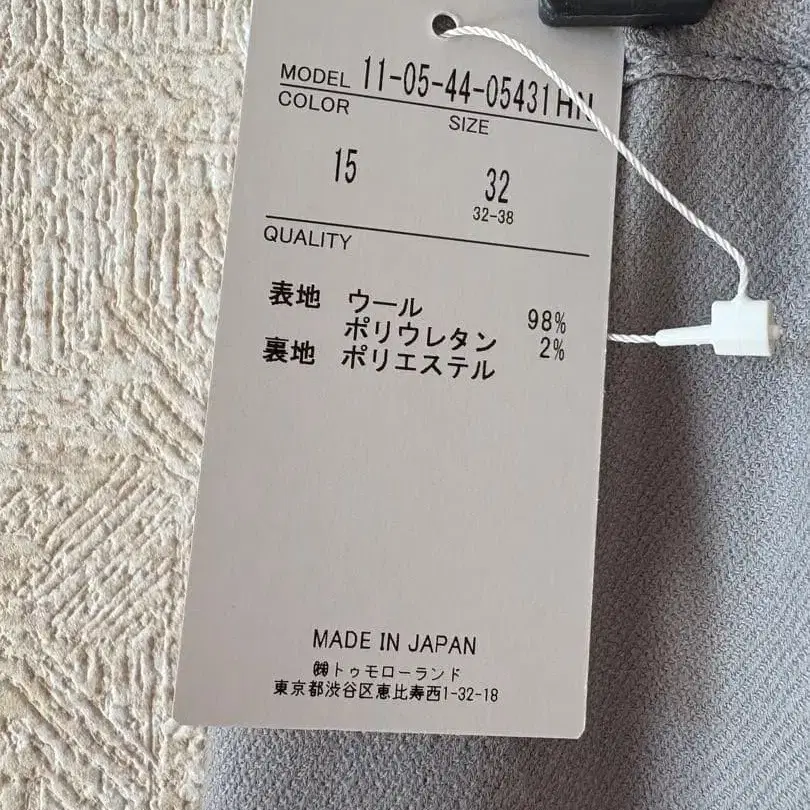 MODEL 11-05-44-05431HN
COLOR SIZE
15 32
32-38
QUALITY
表地 ウール 98%
ポリウレタン 2%
裏地 ポリエステル
MADE IN JAPAN
㈱トゥモローランド
東京都渋谷区恵比寿西1-32-18